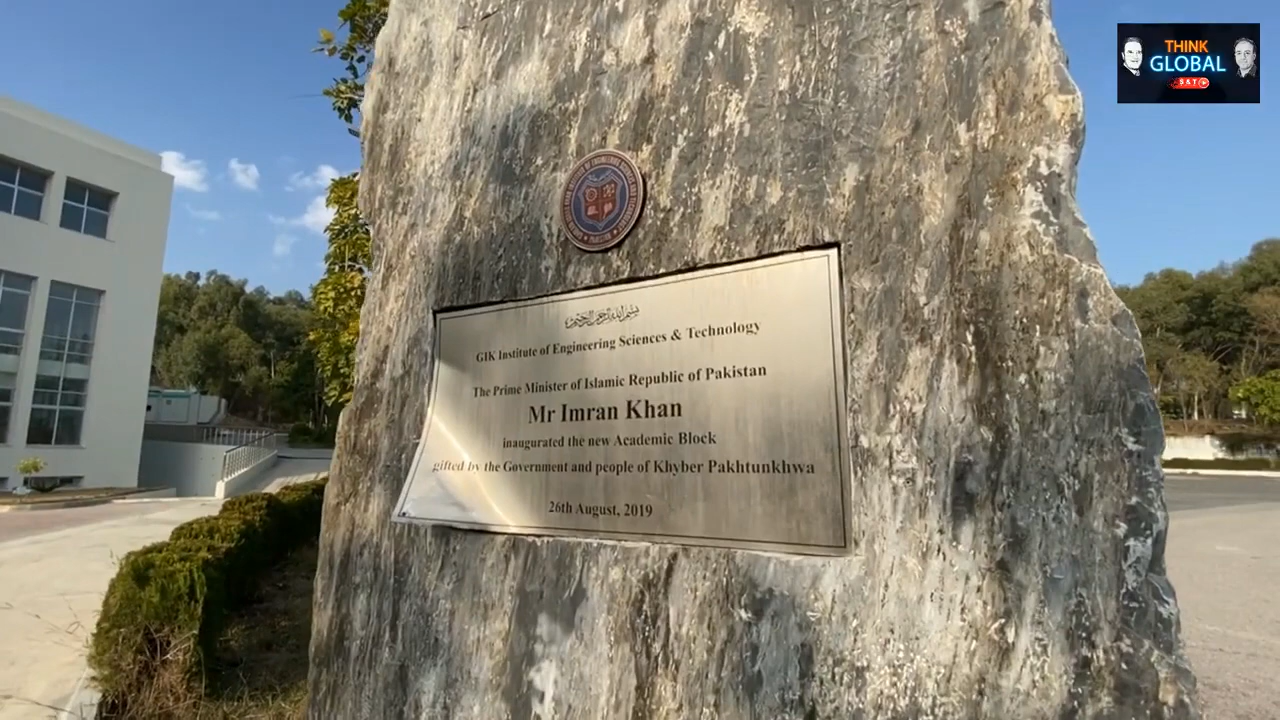 THINK
GLOBAL
S&T
بسم الله الرحمن الرحيم
GIK Institute of Engineering Sciences & Technology
The Prime Minister of Islamic Republic of Pakistan
Mr Imran Khan
inaugurated the new Academic Block
gifted by the Government and people of Khyber Pakhtunkhwa
26th August, 2019